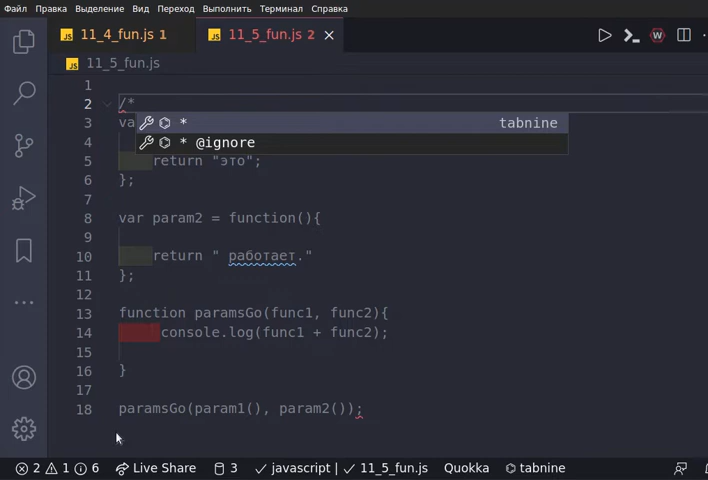 Файл Правка Выделение Вид Переход Выполнить Терминал Справка
JS 11_4_fun.js 1 JS 11_5_fun.js 2
JS 11_5_fun.js
1
2 /*
* tabnine
3 va
4 * @ignore
5 return "это";
6 };
7
8 var param2 = function(){
9
10 return " работает."
11 };
12
13 function paramsGo(func1, func2){
14 console.log(func1 + func2);
15
16 }
17
18 paramsGo(param1(), param2());
2 1 6 Live Share 3 javascript | 11_5_fun.js Quokka tabnine